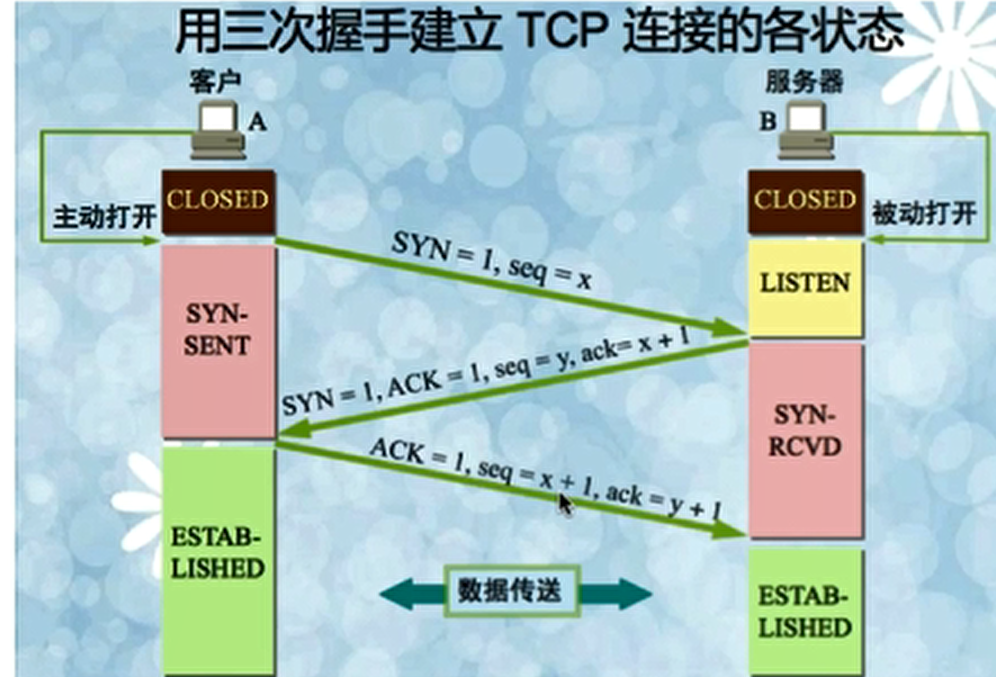 用三次握手建立 TCP 连接的各状态
客户
服务器
A
B
CLOSED
CLOSED
主动打开
被动打开
SYN = 1, seq = x
LISTEN
SYN-
SENT
SYN = 1, ACK = 1, seq = y, ack= x + 1
SYN-
RCVD
ACK = 1, seq = x + 1, ack = y + 1
ESTAB-
LISHED
数据传送
ESTAB-
LISHED